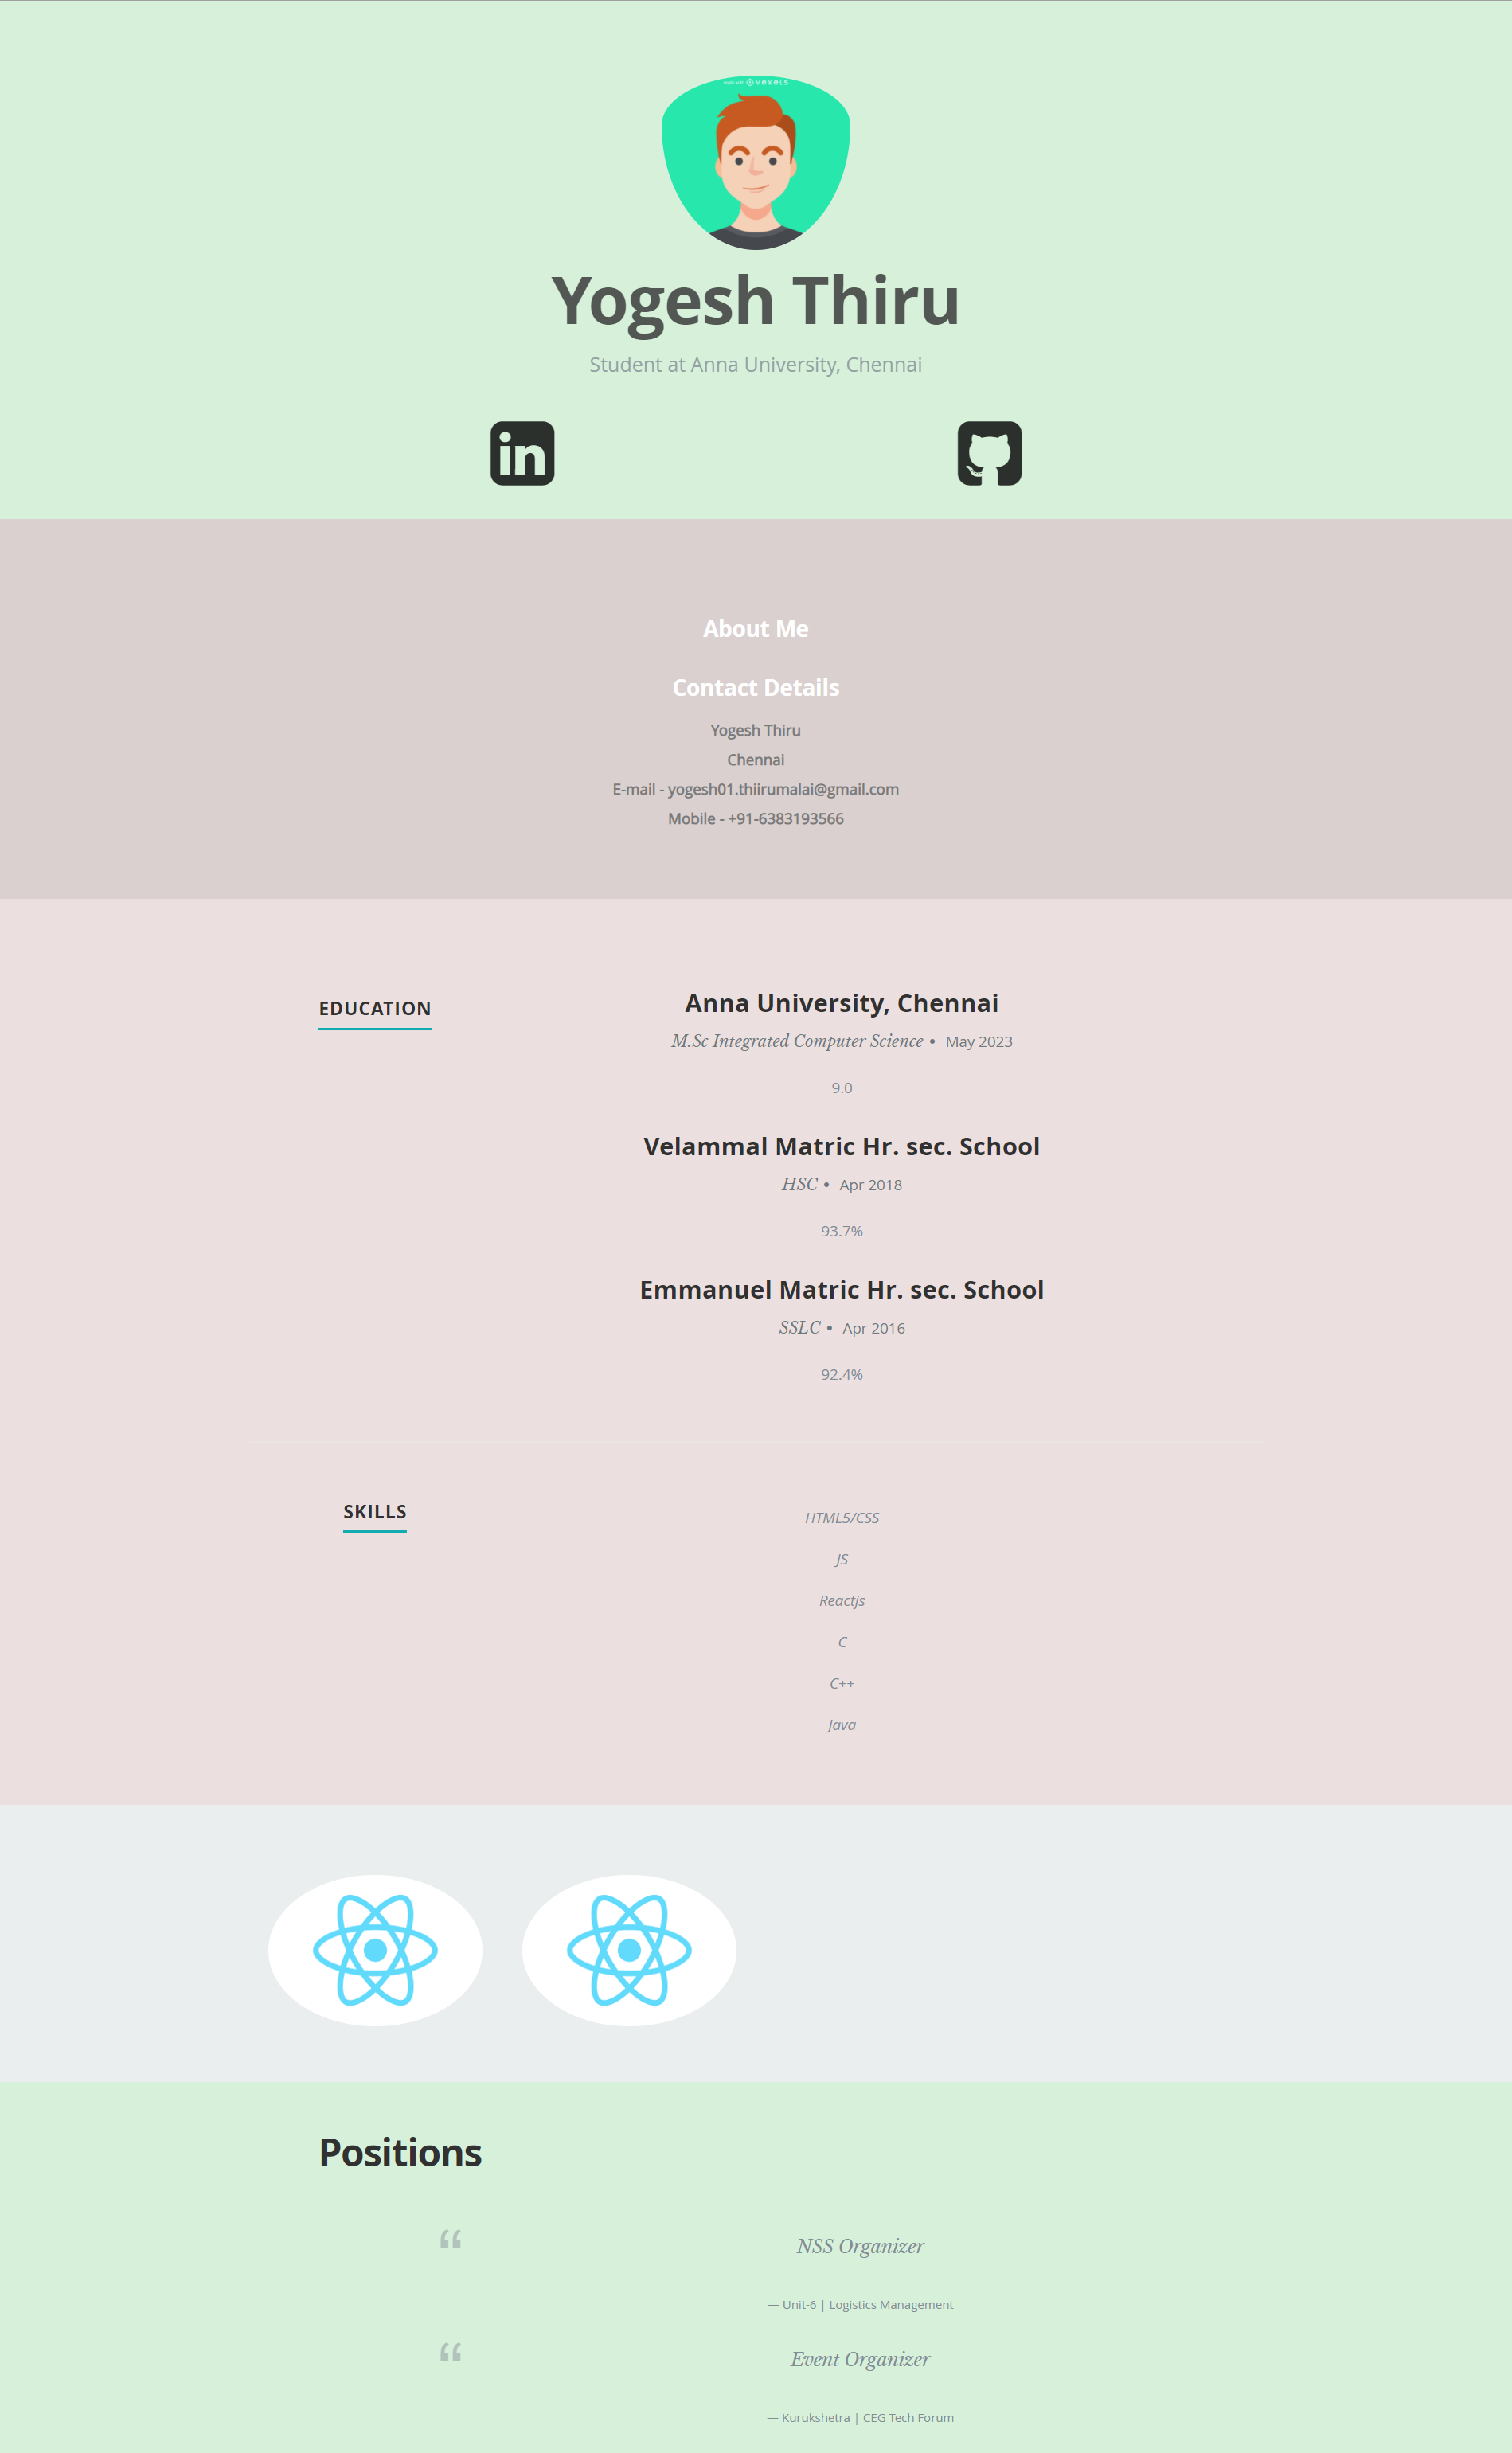 made with vexels
Yogesh Thiru
Student at Anna University, Chennai
in
About Me
Contact Details
Yogesh Thiru
Chennai
E-mail - yogesh01.thiirumalai@gmail.com
Mobile - +91-6383193566
EDUCATION
Anna University, Chennai
M.Sc Integrated Computer Science • May 2023
9.0
Velammal Matric Hr. sec. School
HSC • Apr 2018
93.7%
Emmanuel Matric Hr. sec. School
SSLC • Apr 2016
92.4%
SKILLS
HTML5/CSS
JS
Reactjs
C
C++
Java
Positions
“ NSS Organizer
— Unit-6 | Logistics Management
“ Event Organizer
— Kurukshetra | CEG Tech Forum